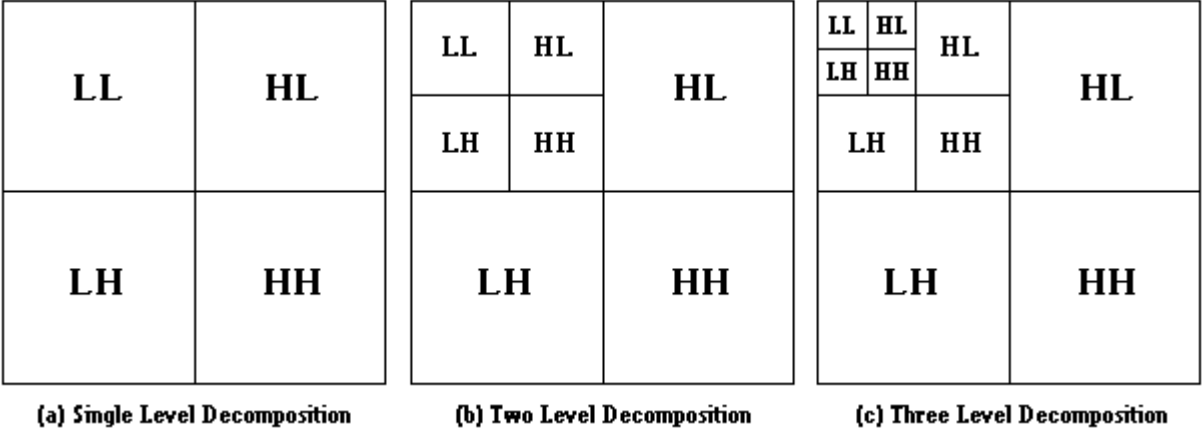 LL HL
LH HH
(a) Single Level Decomposition
LL HL
HL
LH HH
LH HH
(b) Two Level Decomposition
LL HL
HL
LH HH
HL
LH HH
LH HH
(c) Three Level Decomposition